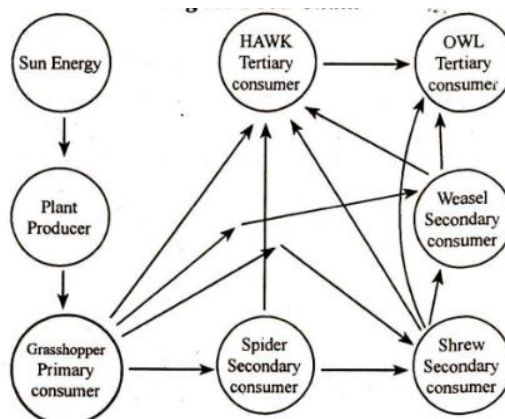 Sun Energy
HAWK
Tertiary
consumer
OWL
Tertiary
consumer
Plant
Producer
Weasel
Secondary
consumer
Grasshopper
Primary
consumer
Spider
Secondary
consumer
Shrew
Secondary
consumer